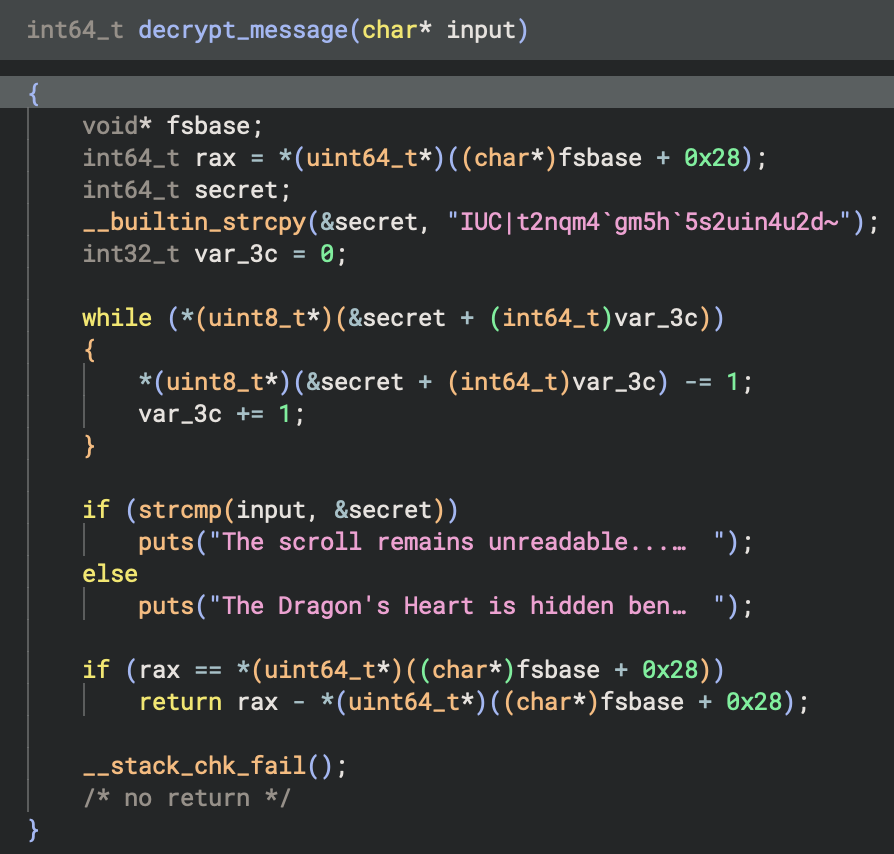 int64_t decrypt_message(char* input)
{
void* fsbase;
int64_t rax = *(uint64_t*)((char*)fsbase + 0x28);
int64_t secret;
__builtin_strcpy(&secret, "IUC|t2nqm4`gm5h`5s2uin4u2d~");
int32_t var_3c = 0;
while (*(uint8_t*)(&secret + (int64_t)var_3c))
{
*(uint8_t*)(&secret + (int64_t)var_3c) -= 1;
var_3c += 1;
}
if (strcmp(input, &secret))
puts("The scroll remains unreadable...… ");
else
puts("The Dragon's Heart is hidden ben… ");
if (rax == *(uint64_t*)((char*)fsbase + 0x28))
return rax - *(uint64_t*)((char*)fsbase + 0x28);
__stack_chk_fail();
/* no return */
}